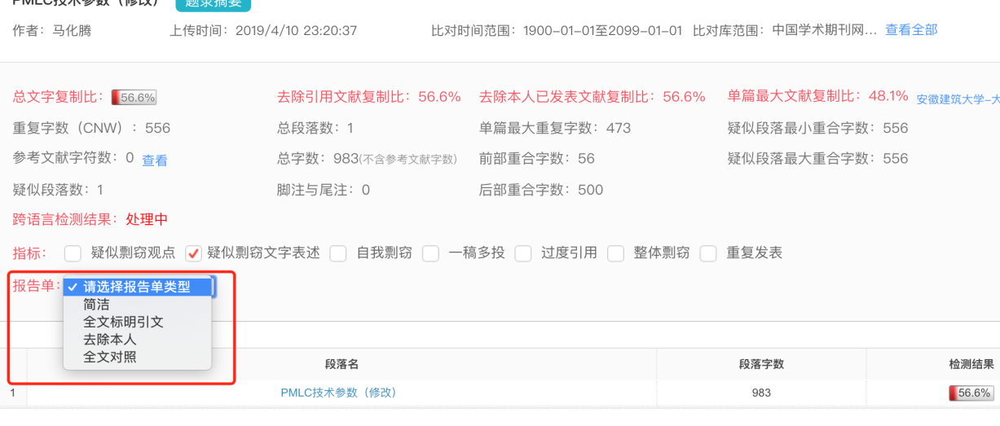 PMLC技术参数（修改） 题录摘要
作者：马化腾 上传时间：2019/4/10 23:20:37 比对时间范围：1900-01-01至2099-01-01 比对库范围：中国学术期刊网... 查看全部
总文字复制比：56.6% 去除引用文献复制比：56.6% 去除本人已发表文献复制比：56.6% 单篇最大文献复制比：48.1% 安徽建筑大学-大
重复字数（CNW）：556 总段落数：1 单篇最大重复字数：473 疑似段落最小重合字数：556
参考文献字符数：0 查看 总字数：983(不含参考文献字数) 前部重合字数：56 疑似段落最大重合字数：556
疑似段落数：1 脚注与尾注：0 后部重合字数：500
跨语言检测结果：处理中
指标： 疑似剽窃观点 疑似剽窃文字表述 自我剽窃 一稿多投 过度引用 整体剽窃 重复发表
报告单： 请选择报告单类型
简洁
全文标明引文
去除本人
全文对照
段落名 段落字数 检测结果
1 PMLC技术参数（修改） 983 56.6%